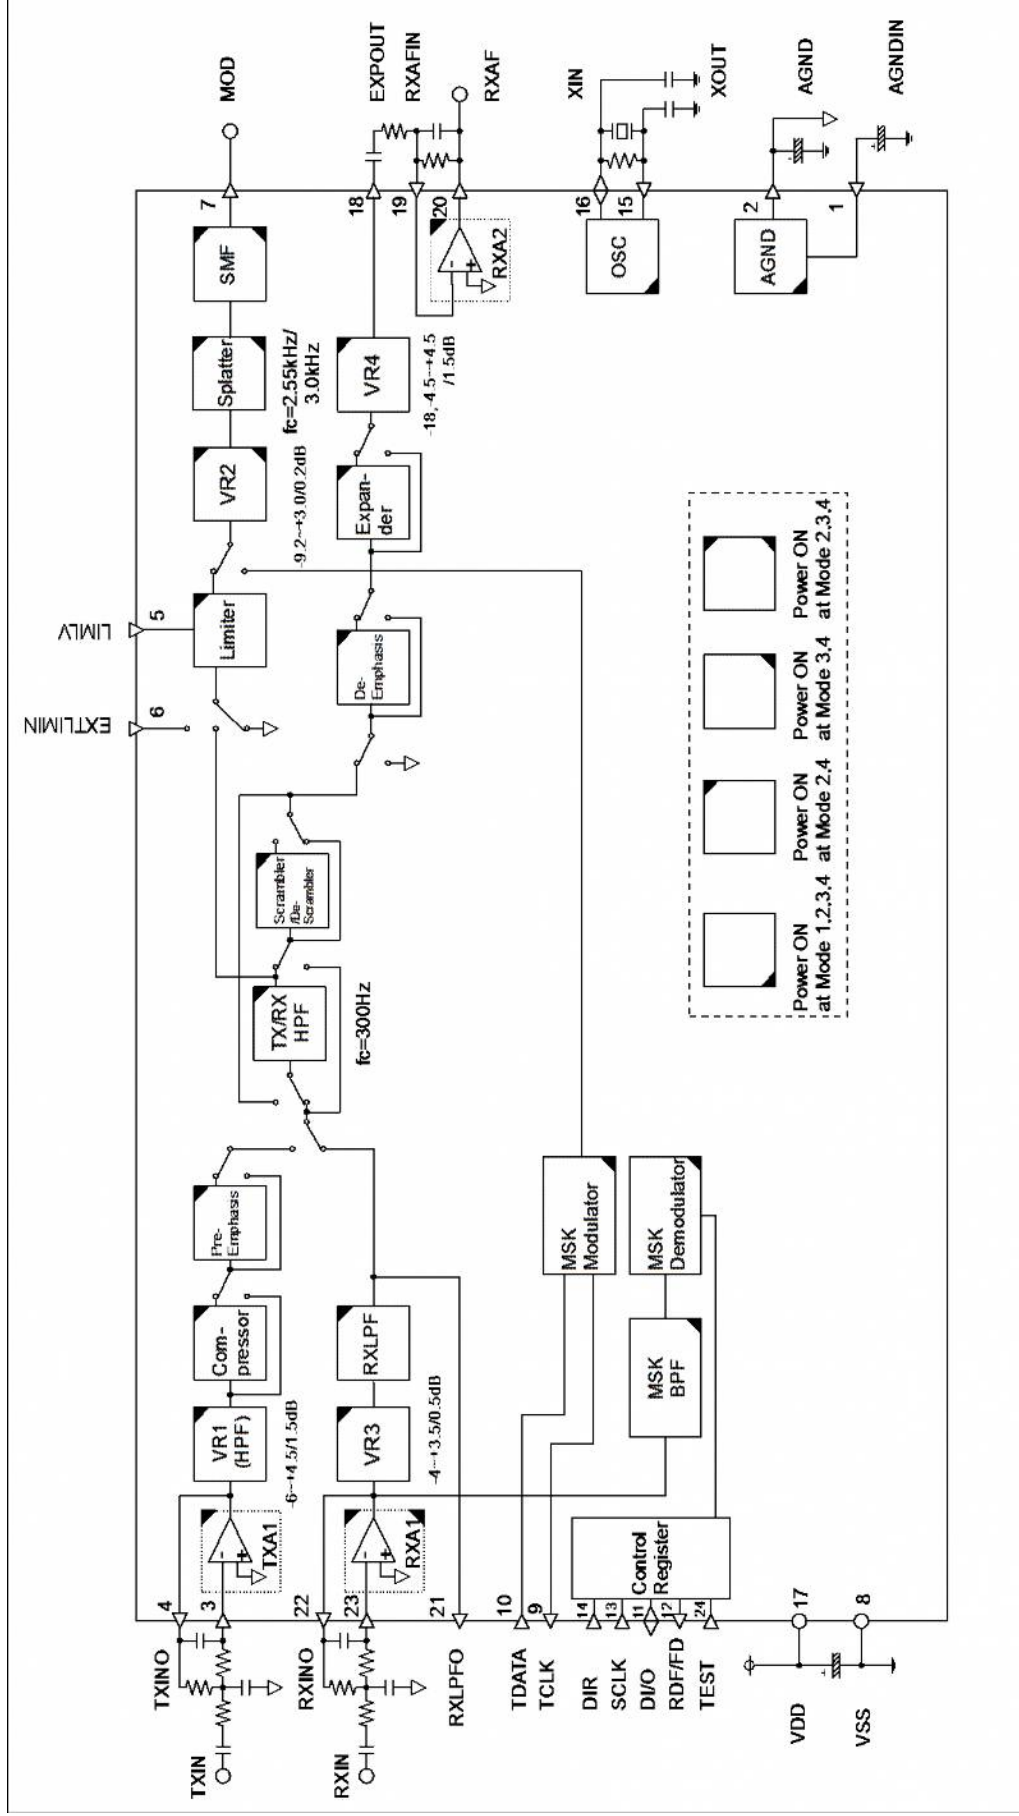 TXIN
TXINO
4
3
TXA1
-
+
VR1
(HPF)
-6~+4.5/1.5dB
Com-
pressor
Pre-
Emphasis
EXTLIMIN
6
LIMLV
5
Limiter
VR2
-9.2~+3.0/0.2dB
Splatter
fc=2.55kHz/
3.0kHz
SMF
7
MOD
TX/RX
HPF
fc=300Hz
Scrambler
/De-
Scrambler
RXIN
RXINO
22
23
RXA1
-
+
VR3
-4~+3.5/0.5dB
RXLPF
De-
Emphasis
Expan-
der
VR4
-18,-4.5~+4.5
/1.5dB
18
19
20
EXPOUT
RXAFIN
RXAF
RXA2
-
+
21
RXLPFO
10
9
TDATA
TCLK
MSK
Modulator
MSK
Demodulator
MSK
BPF
Control
Register
14
13
11
12
24
DIR
SCLK
DI/O
RDF/FD
TEST
OSC
16
15
XIN
XOUT
AGND
2
1
AGND
AGNDIN
Power ON
at Mode 1.2.3.4
Power ON
at Mode 2.4
Power ON
at Mode 3.4
Power ON
at Mode 2.3.4
17
VDD
8
VSS